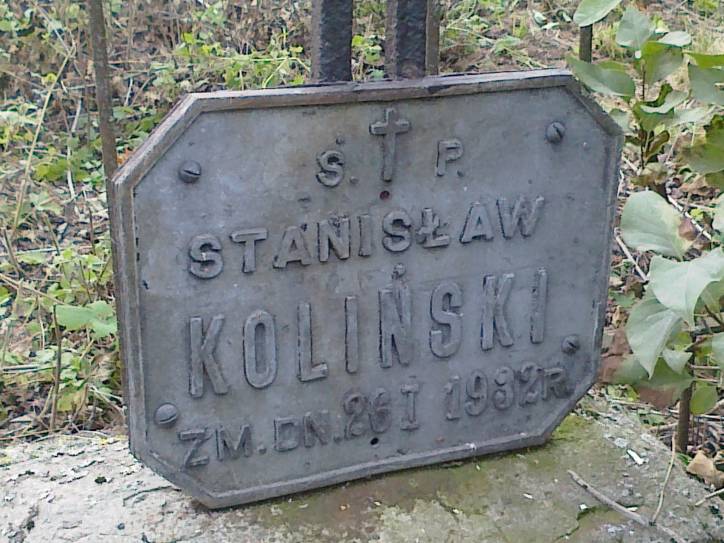 Ś. † P.
STANISŁAW
KOLIŃSKI
ZM. DN. 26 I 1932 R